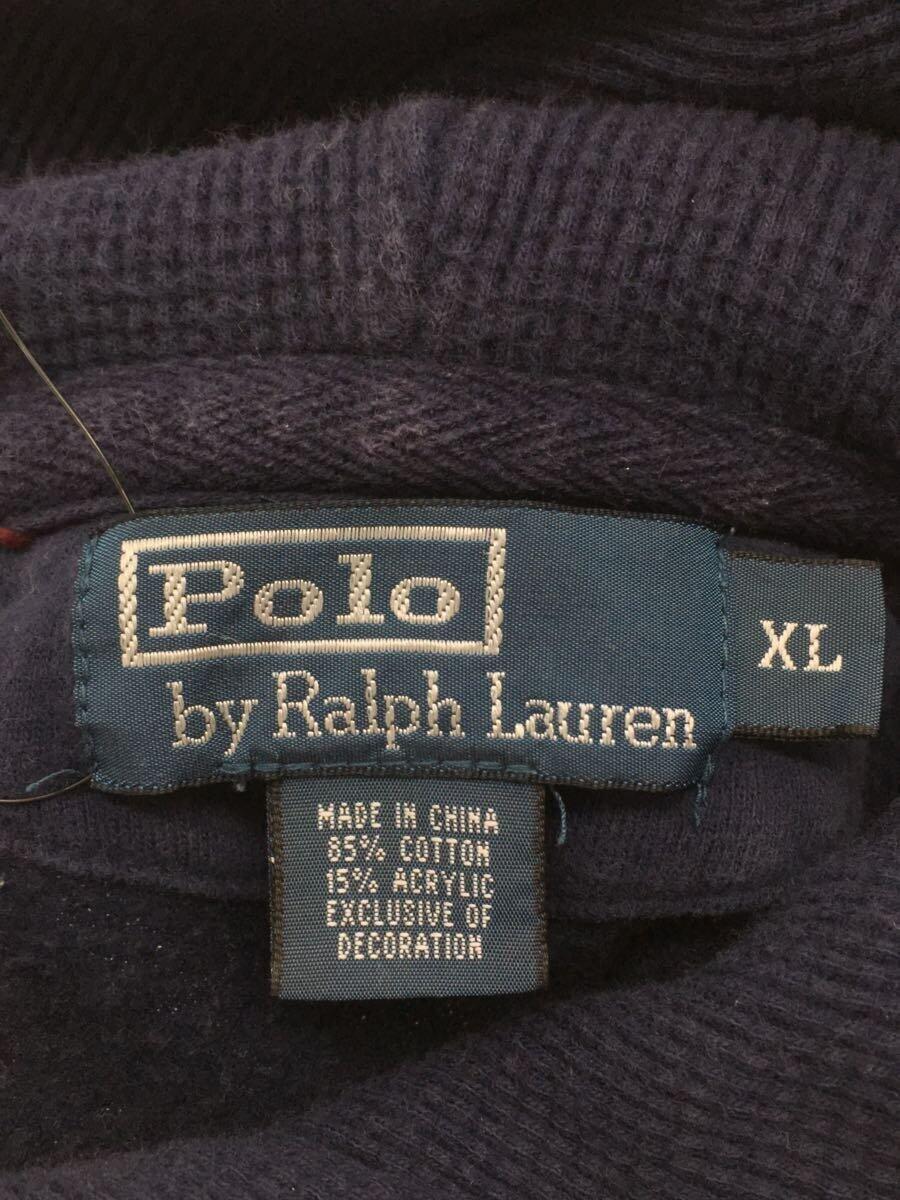 Polo
by Ralph Lauren
XL
MADE IN CHINA
85% COTTON
15% ACRYLIC
EXCLUSIVE OF
DECORATION